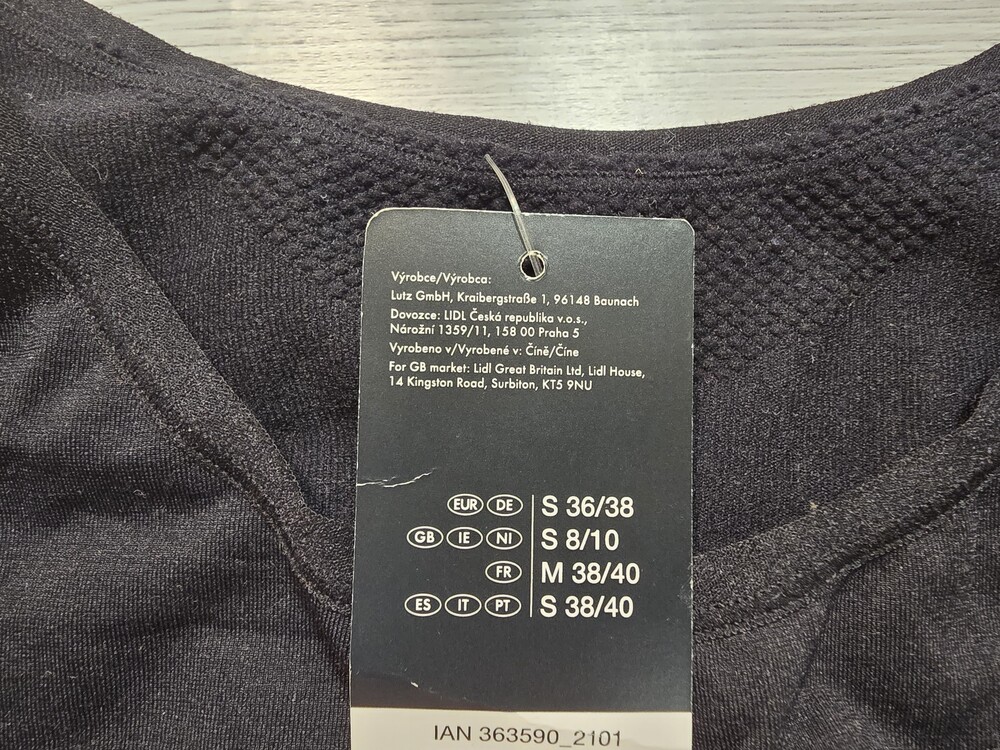 Výrobce/Výrobca:
Lutz GmbH, Kraibergstraße 1, 96148 Baunach
Dovozce: LIDL Česká republika v.o.s.,
Nárožní 1359/11, 158 00 Praha 5
Vyrobeno v/Vyrobené v: Číně/Číne
For GB market: Lidl Great Britain Ltd, Lidl House,
14 Kingston Road, Surbiton, KT5 9NU
EUR DE S 36/38
GB IE NI S 8/10
FR M 38/40
ES IT PT S 38/40
IAN 363590_2101